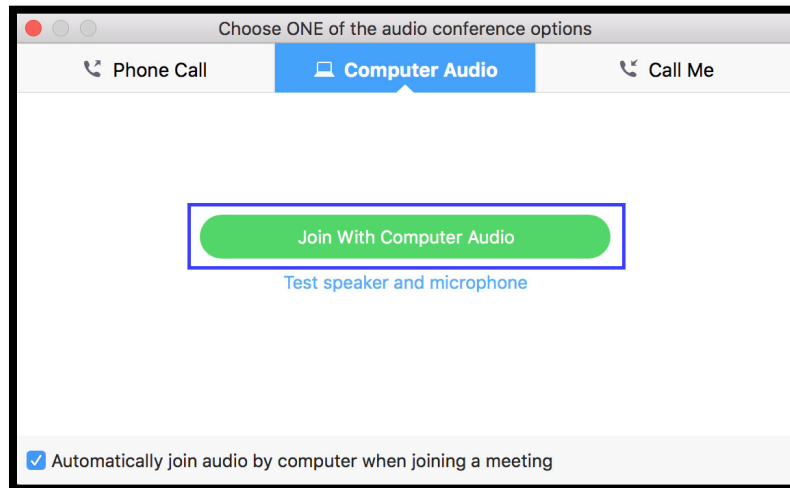 Choose ONE of the audio conference options
Phone Call Computer Audio Call Me
Join With Computer Audio
Test speaker and microphone
Automatically join audio by computer when joining a meeting